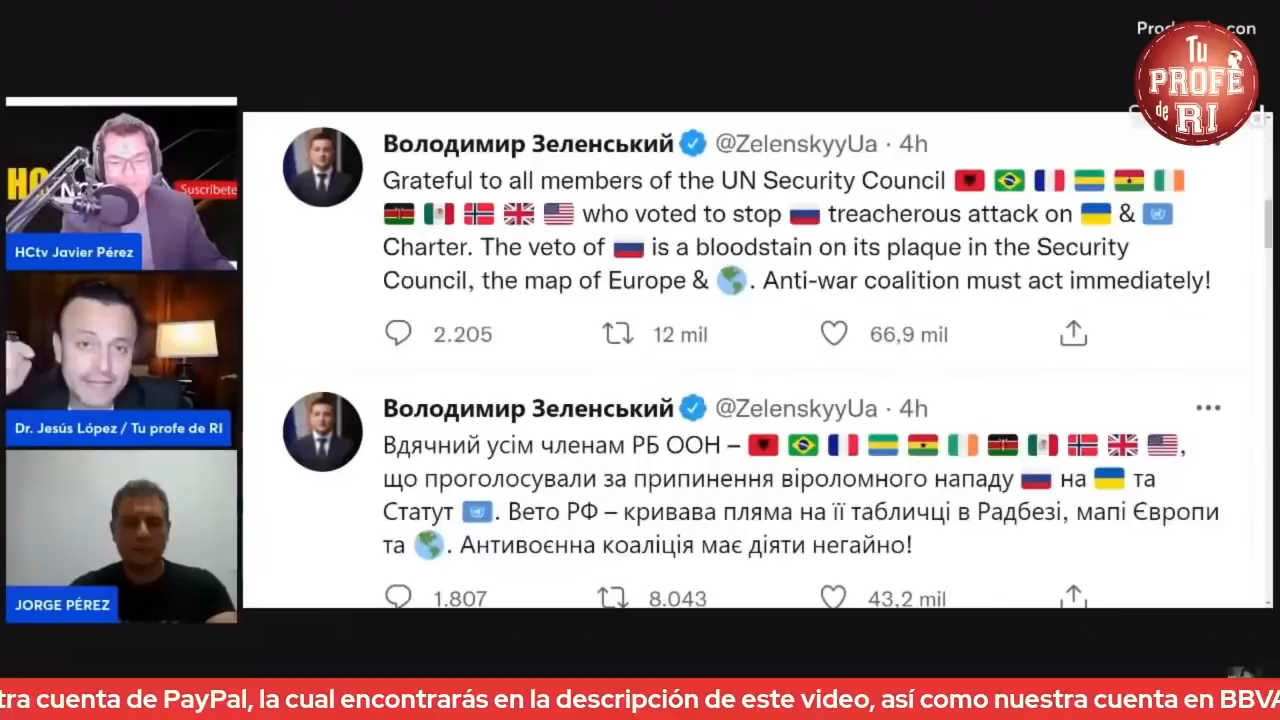 Tu
PROFE
de RI
HCtv Javier Pérez
Suscríbete
Dr. Jesús López / Tu profe de RI
JORGE PÉREZ
Володимир Зеленський @ZelenskyyUa · 4h
Grateful to all members of the UN Security Council 🇦🇱 🇧🇷 🇫🇷 🇬🇦 🇬🇭 🇮🇪
🇰🇪 🇲🇽 🇳🇴 🇬🇧 🇺🇸 who voted to stop 🇷🇺 treacherous attack on 🇺🇦 & 🇺🇳
Charter. The veto of 🇷🇺 is a bloodstain on its plaque in the Security
Council, the map of Europe & 🌎. Anti-war coalition must act immediately!
2.205 12 mil 66,9 mil
Володимир Зеленський @ZelenskyyUa · 4h
Вдячний усім членам РБ ООН – 🇦🇱 🇧🇷 🇫🇷 🇬🇦 🇬🇭 🇮🇪 🇰🇪 🇲🇽 🇳🇴 🇬🇧 🇺🇸,
що проголосували за припинення віроломного нападу 🇷🇺 на 🇺🇦 та
Статут 🇺🇳. Вето РФ – кривава пляма на її табличці в Радбезі, мапі Європи
та 🌎. Антивоєнна коаліція має діяти негайно!
1.807 8.043 43,2 mil
tra cuenta de PayPal, la cual encontrarás en la descripción de este video, así como nuestra cuenta en BBVA